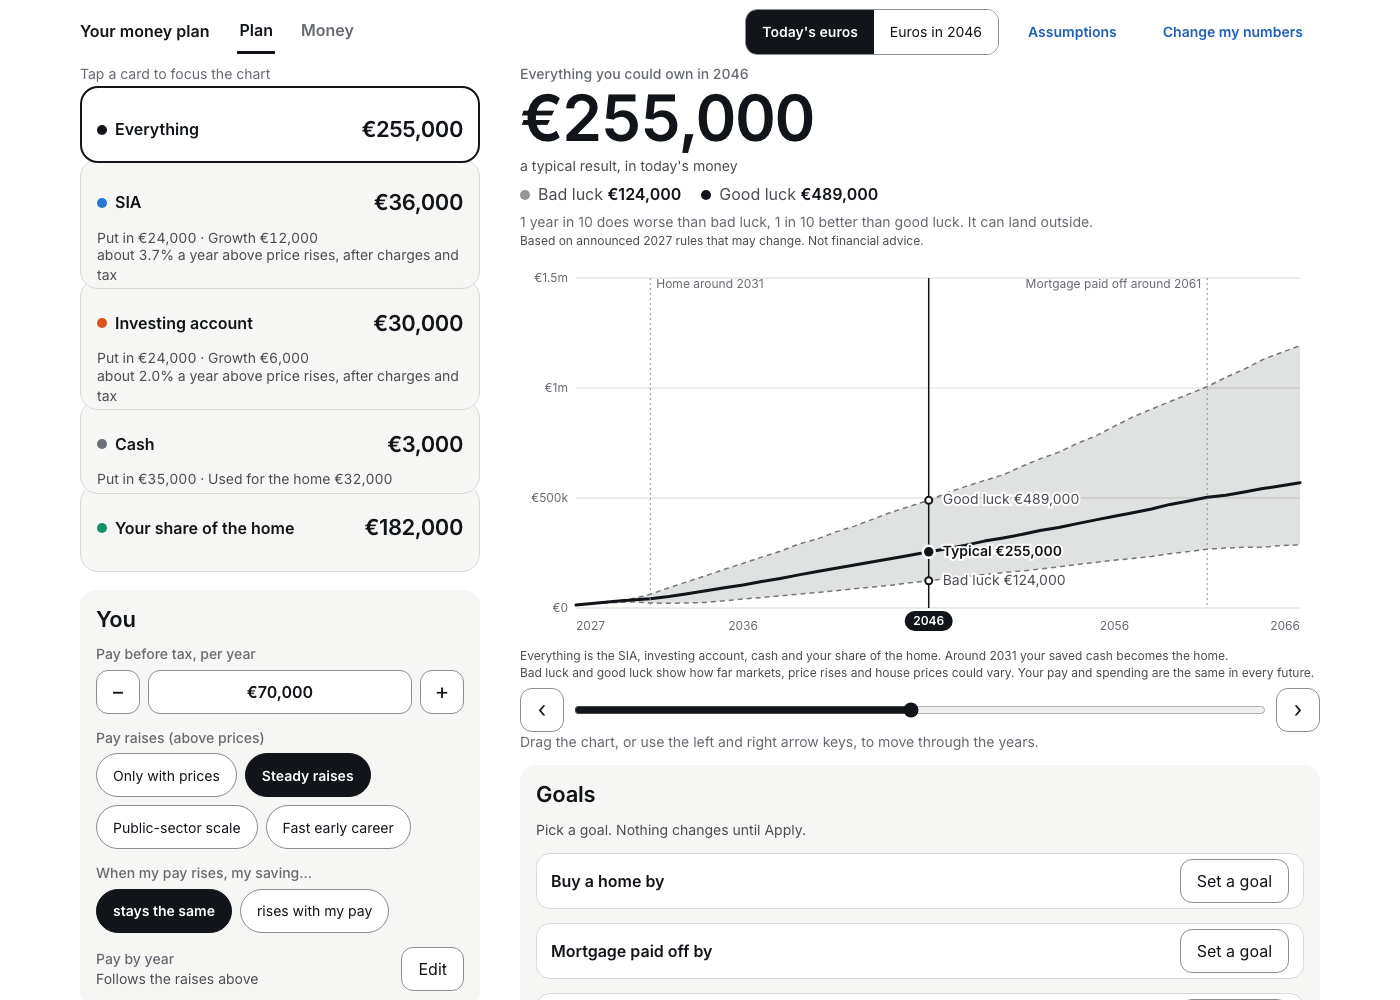 Your money plan
Plan
Money
Today's euros
Euros in 2046
Assumptions
Change my numbers
Tap a card to focus the chart
Everything
€255,000
SIA
€36,000
Put in €24,000 · Growth €12,000
about 3.7% a year above price rises, after charges and
tax
Investing account
€30,000
Put in €24,000 · Growth €6,000
about 2.0% a year above price rises, after charges and
tax
Cash
€3,000
Put in €35,000 · Used for the home €32,000
Your share of the home
€182,000
You
Pay before tax, per year
−
€70,000
+
Pay raises (above prices)
Only with prices
Steady raises
Public-sector scale
Fast early career
When my pay rises, my saving...
stays the same
rises with my pay
Pay by year
Follows the raises above
Edit
Everything you could own in 2046
€255,000
a typical result, in today's money
Bad luck €124,000
Good luck €489,000
1 year in 10 does worse than bad luck, 1 in 10 better than good luck. It can land outside.
Based on announced 2027 rules that may change. Not financial advice.
€1.5m
Home around 2031
Mortgage paid off around 2061
€1m
€500k
Good luck €489,000
Typical €255,000
Bad luck €124,000
€0
2027
2036
2046
2056
2066
Everything is the SIA, investing account, cash and your share of the home. Around 2031 your saved cash becomes the home.
Bad luck and good luck show how far markets, price rises and house prices could vary. Your pay and spending are the same in every future.
‹
›
Drag the chart, or use the left and right arrow keys, to move through the years.
Goals
Pick a goal. Nothing changes until Apply.
Buy a home by
Set a goal
Mortgage paid off by
Set a goal